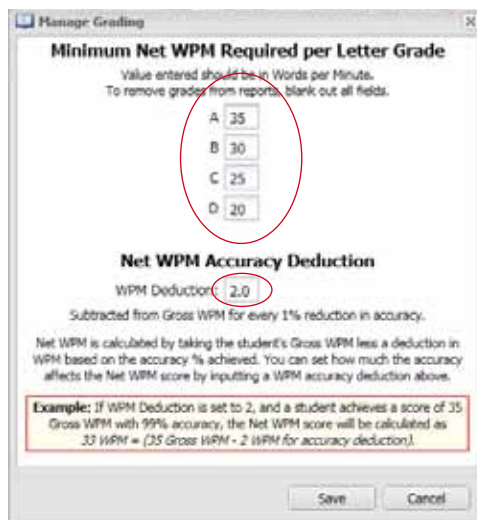 Manage Grading
Minimum Net WPM Required per Letter Grade
Value entered should be in Words per Minute.
To remove grades from reports, blank out all fields.
A 35
B 30
C 25
D 20
Net WPM Accuracy Deduction
WPM Deduction: 2.0
Subtracted from Gross WPM for every 1% reduction in accuracy.
Net WPM is calculated by taking the student's Gross WPM less a deduction in
WPM based on the accuracy % achieved. You can set how much the accuracy
affects the Net WPM score by inputting a WPM accuracy deduction above.
Example: If WPM Deduction is set to 2, and a student achieves a score of 35
Gross WPM with 99% accuracy, the Net WPM score will be calculated as
33 WPM = (35 Gross WPM - 2 WPM for accuracy deduction).
Save Cancel